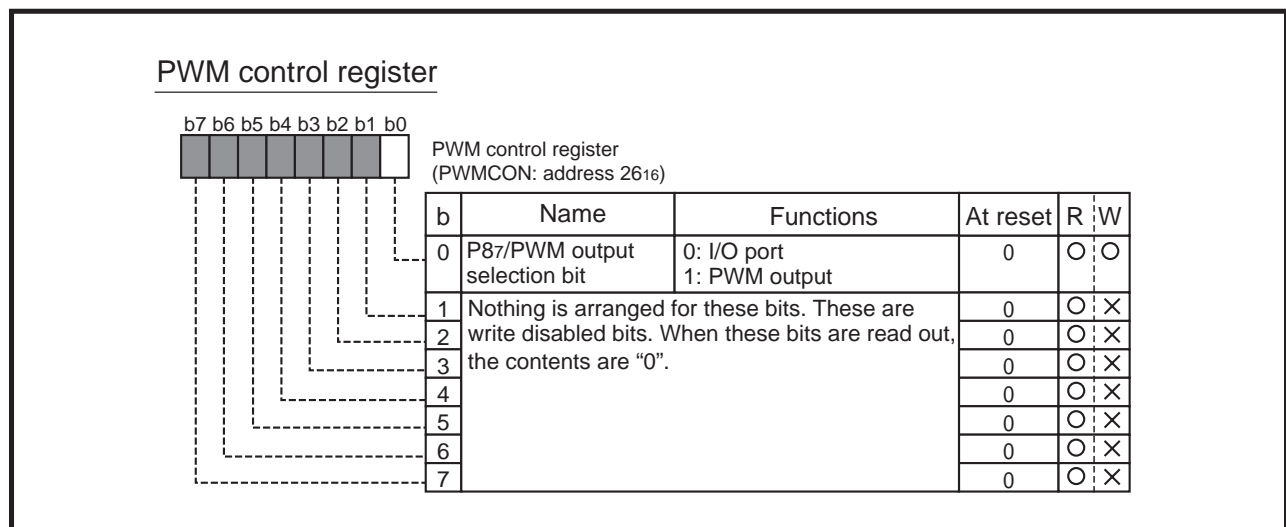 PWM control register
b7 b6 b5 b4 b3 b2 b1 b0
PWM control register
(PWMCON: address 2616)
b Name Functions At reset R W
0 P87/PWM output selection bit 0: I/O port 1: PWM output 0 O O
1 Nothing is arranged for these bits. These are 0 O ×
2 write disabled bits. When these bits are read out, 0 O ×
3 the contents are “0”. 0 O ×
4 0 O ×
5 0 O ×
6 0 O ×
7 0 O ×